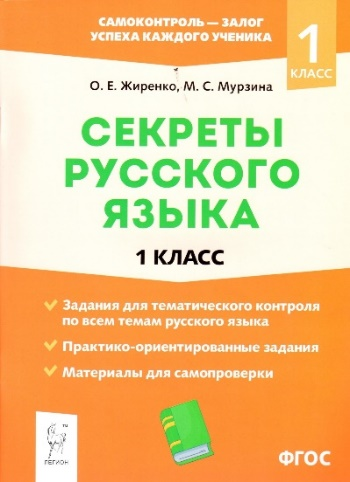 САМОКОНТРОЛЬ — ЗАЛОГ
УСПЕХА КАЖДОГО УЧЕНИКА
1
КЛАСС
О. Е. Жиренко, М. С. Мурзина
СЕКРЕТЫ
РУССКОГО
ЯЗЫКА
1 КЛАСС
Задания для тематического контроля
по всем темам русского языка
Практико-ориентированные задания
Материалы для самопроверки
ЛЕГИОН
ФГОС